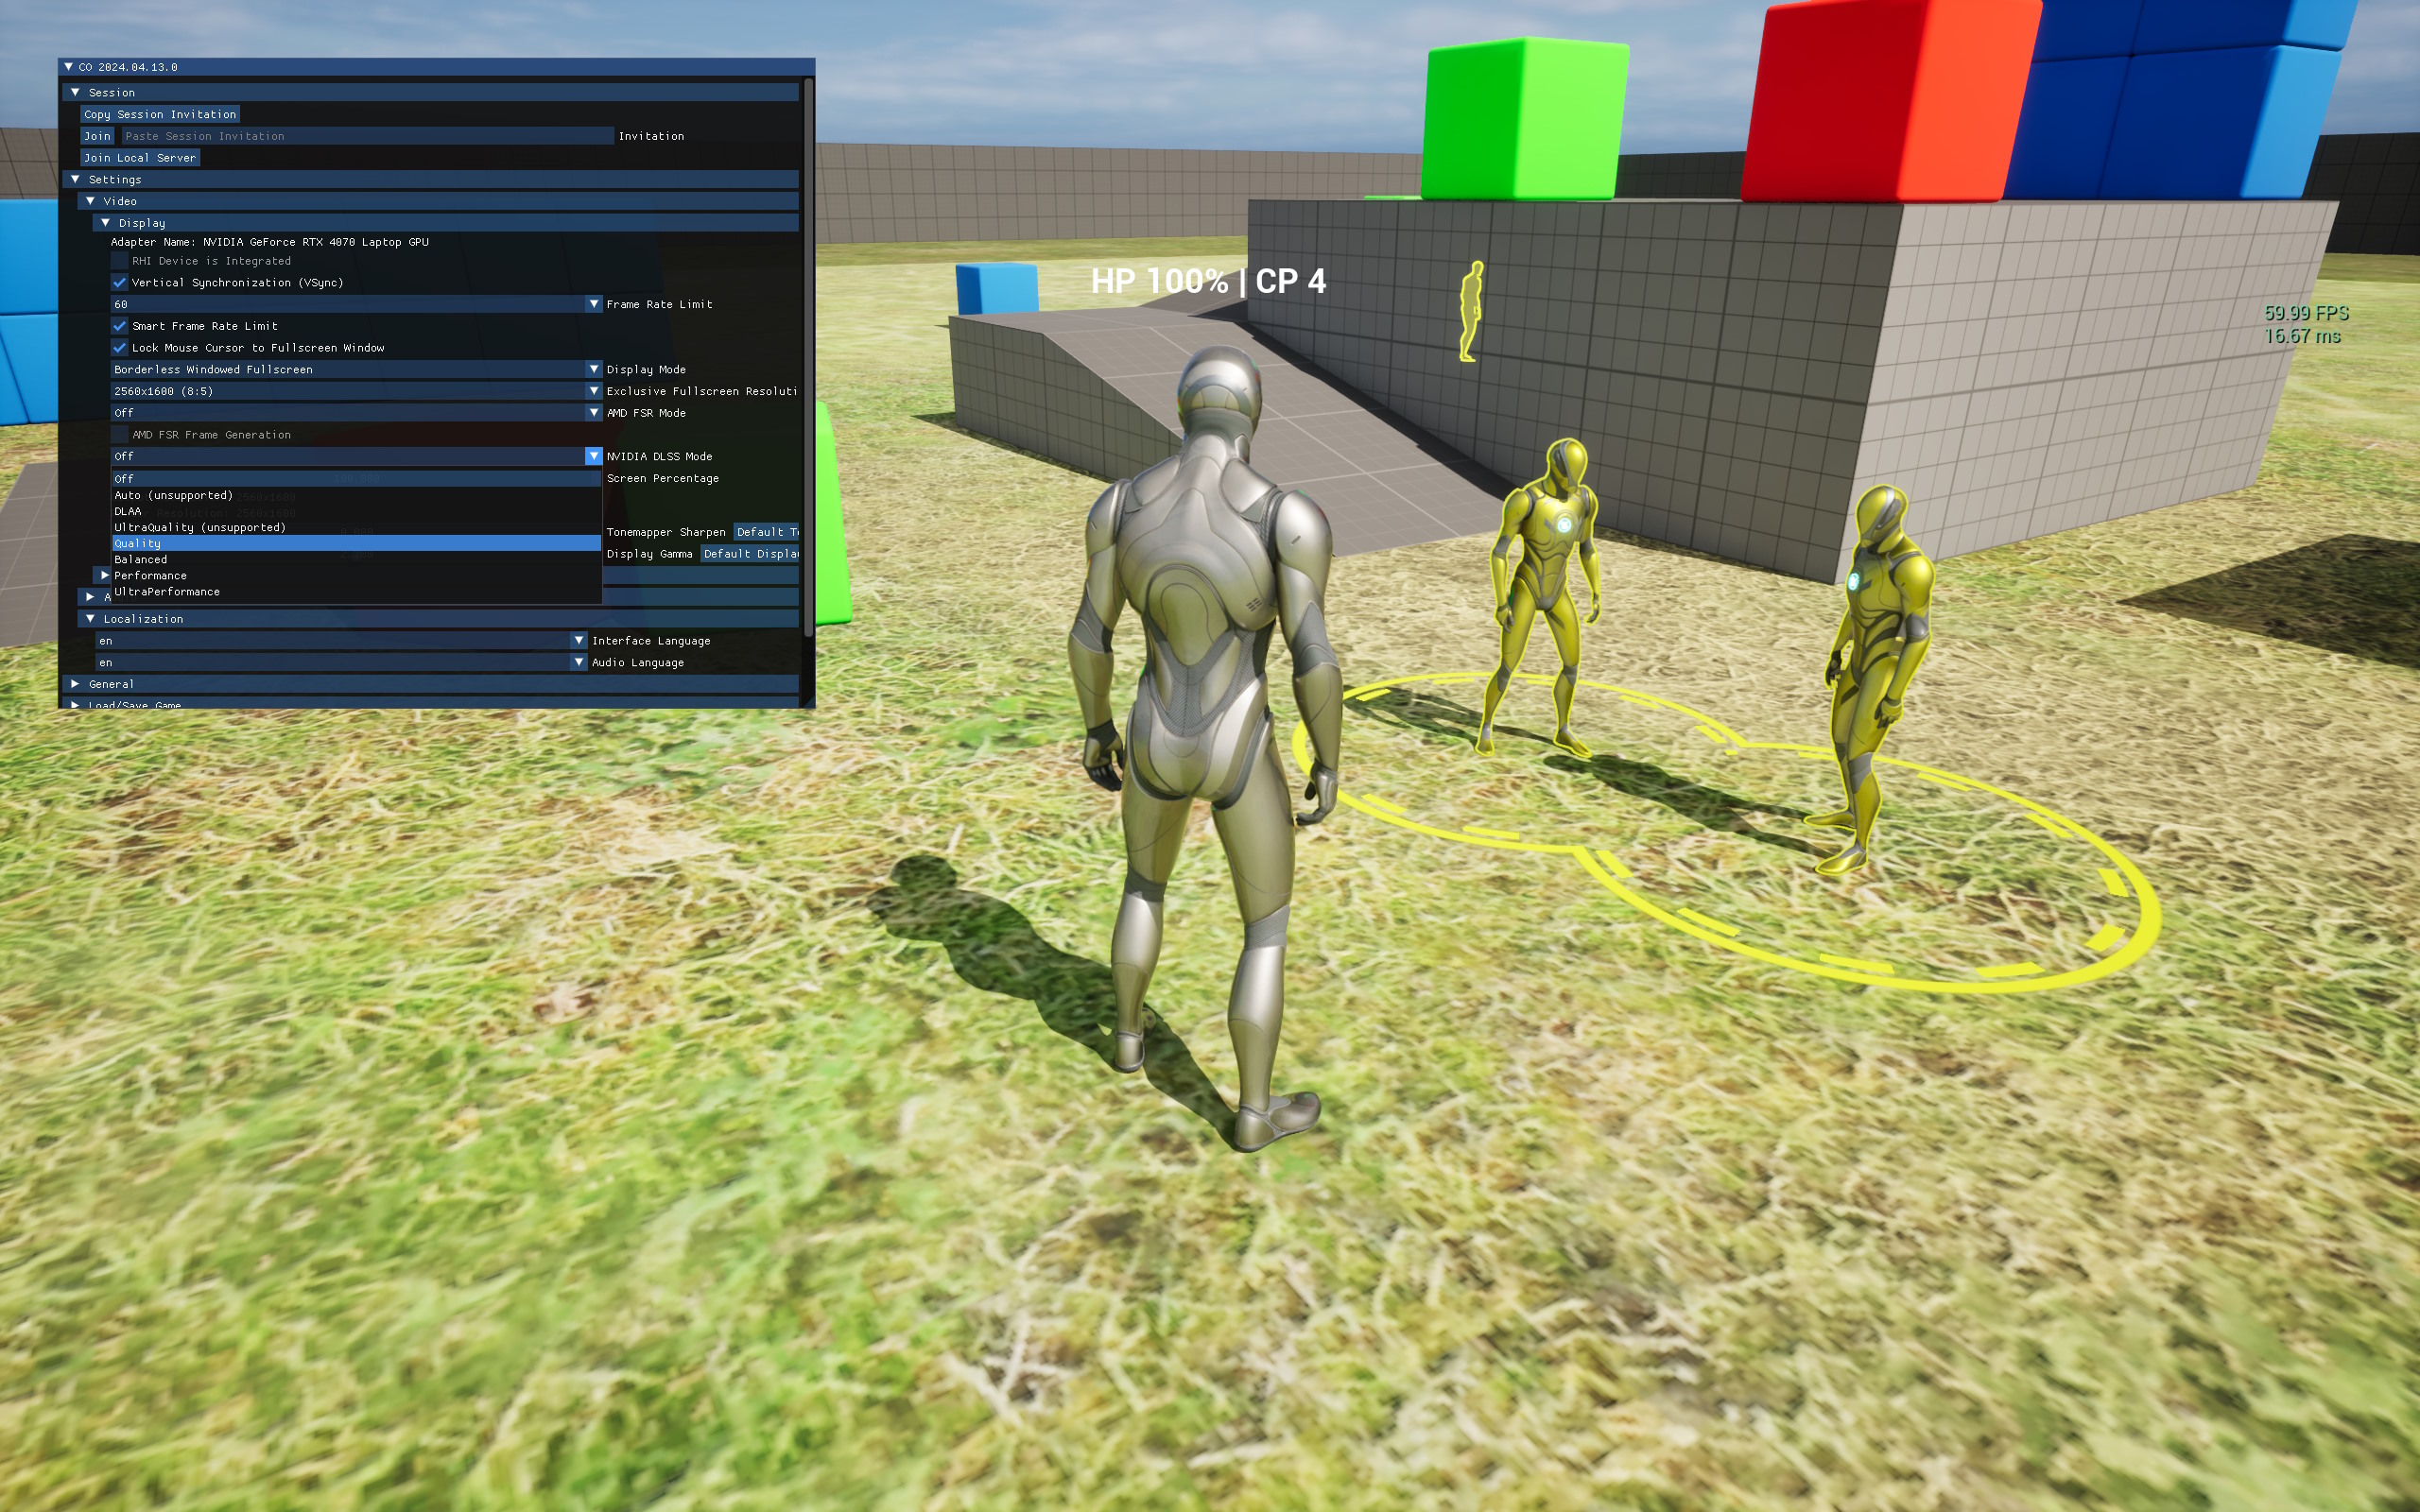 CO 2024.04.13.0
Session
Copy Session Invitation
Join Paste Session Invitation Invitation
Join Local Server
Settings
Video
Display
Adapter Name: NVIDIA GeForce RTX 4070 Laptop GPU
RHI Device is Integrated
Vertical Synchronization (VSync)
60 Frame Rate Limit
Smart Frame Rate Limit
Lock Mouse Cursor to Fullscreen Window
Borderless Windowed Fullscreen Display Mode
2560x1600 (8:5) Exclusive Fullscreen Resoluti
Off AMD FSR Mode
AMD FSR Frame Generation
Off NVIDIA DLSS Mode
Off Screen Percentage
Auto (unsupported) 2560x1600
DLAA Resolution: 2560x1600
UltraQuality (unsupported)
Tonemapper Sharpen Default T
Quality
Display Gamma Default Displa
Balanced
Performance
UltraPerformance
A
Localization
en Interface Language
en Audio Language
General
Load/Save Game
HP 100% | CP 4
59.99 FPS
16.67 ms